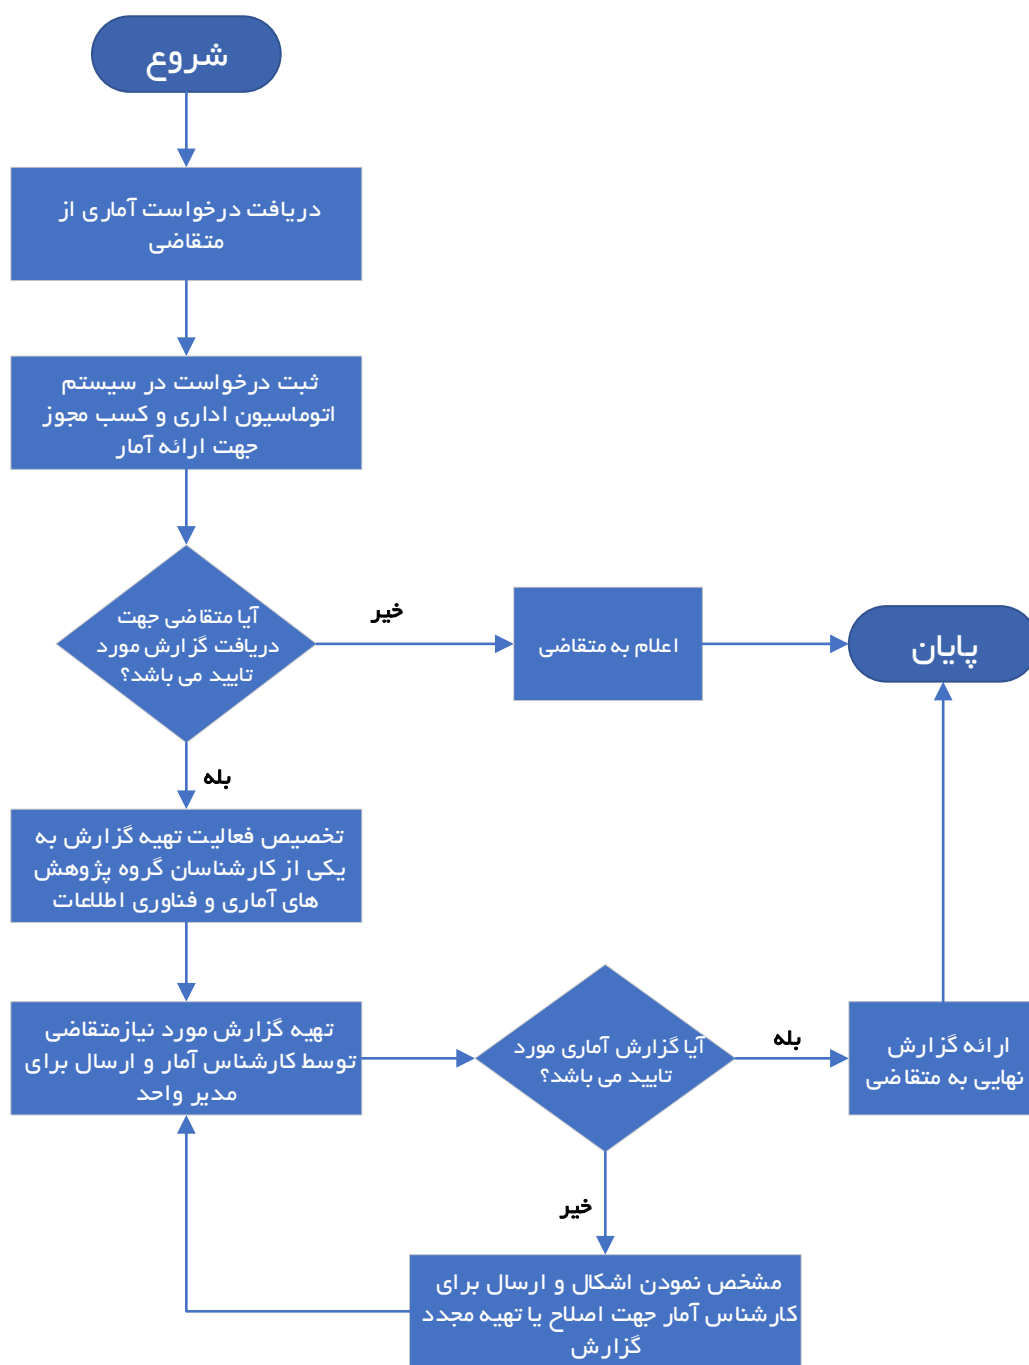 شروع
دریافت درخواست آماری از
متقاضی
ثبت درخواست در سیستم
اتوماسیون اداری و کسب مجوز
جهت ارائه آمار
آیا متقاضی جهت
دریافت گزارش مورد
تایید می باشد؟
خیر
اعلام به متقاضی
پایان
بله
تخصیص فعالیت تهیه گزارش به
یکی از کارشناسان گروه پژوهش
های آماری و فناوری اطلاعات
تهیه گزارش مورد نیازمتقاضی
توسط کارشناس آمار و ارسال برای
مدیر واحد
آیا گزارش آماری مورد
تایید می باشد؟
بله
ارائه گزارش
نهایی به متقاضی
خیر
مشخص نمودن اشکال و ارسال برای
کارشناس آمار جهت اصلاح یا تهیه مجدد
گزارش